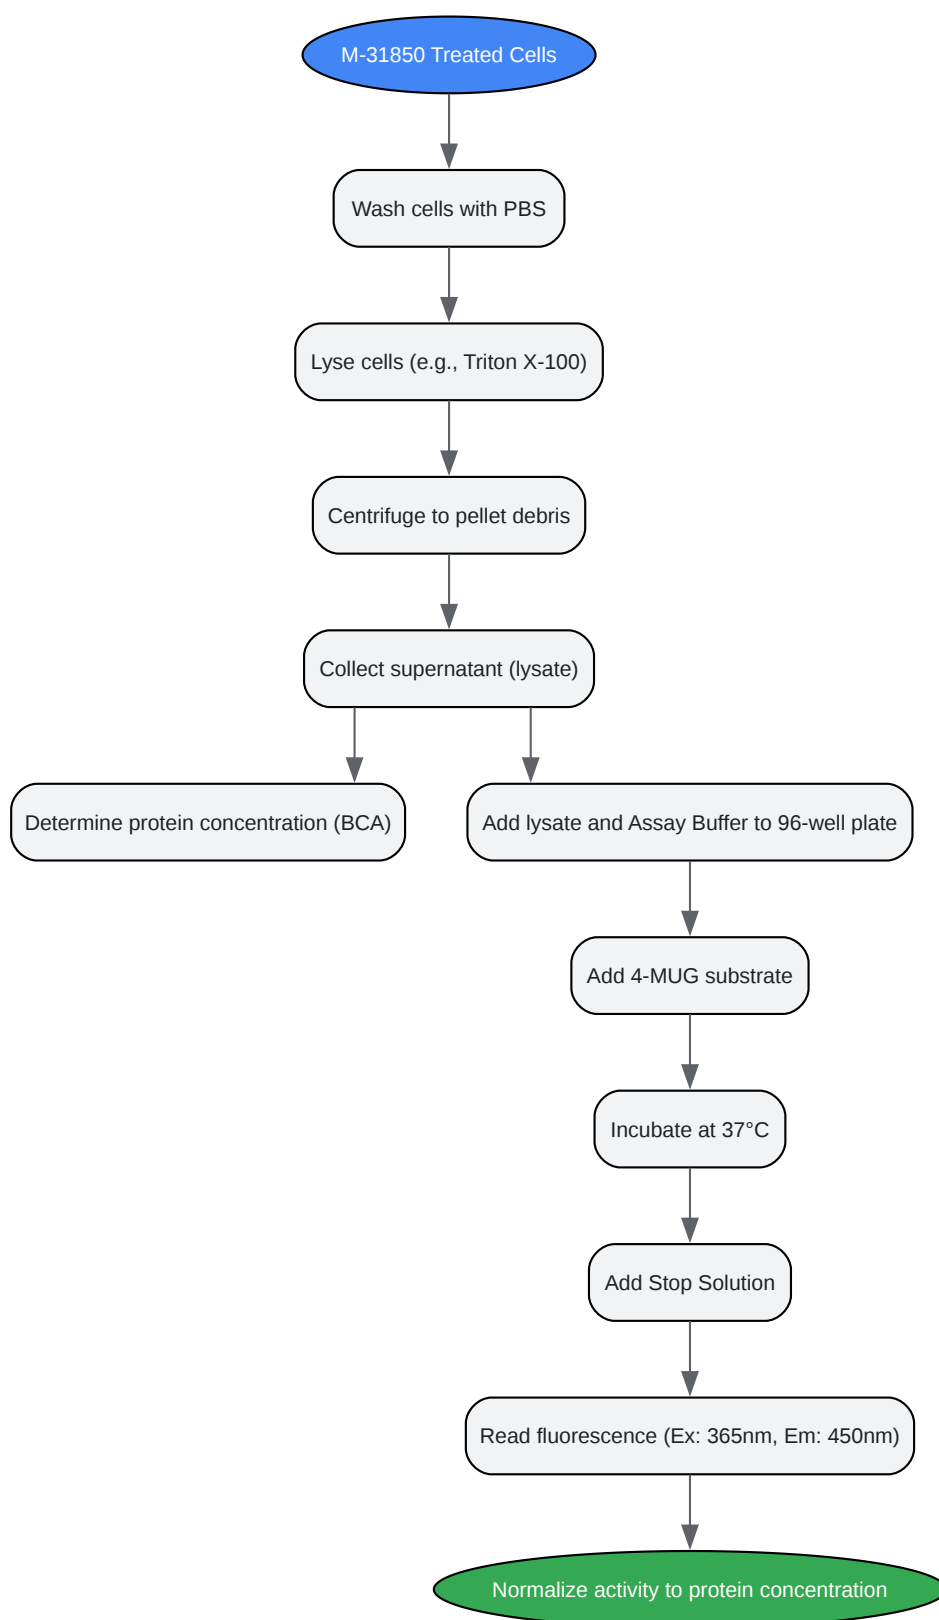 M-31850 Treated Cells
Wash cells with PBS
Lyse cells (e.g., Triton X-100)
Centrifuge to pellet debris
Collect supernatant (lysate)
Determine protein concentration (BCA)
Add lysate and Assay Buffer to 96-well plate
Add 4-MUG substrate
Incubate at 37°C
Add Stop Solution
Read fluorescence (Ex: 365nm, Em: 450nm)
Normalize activity to protein concentration